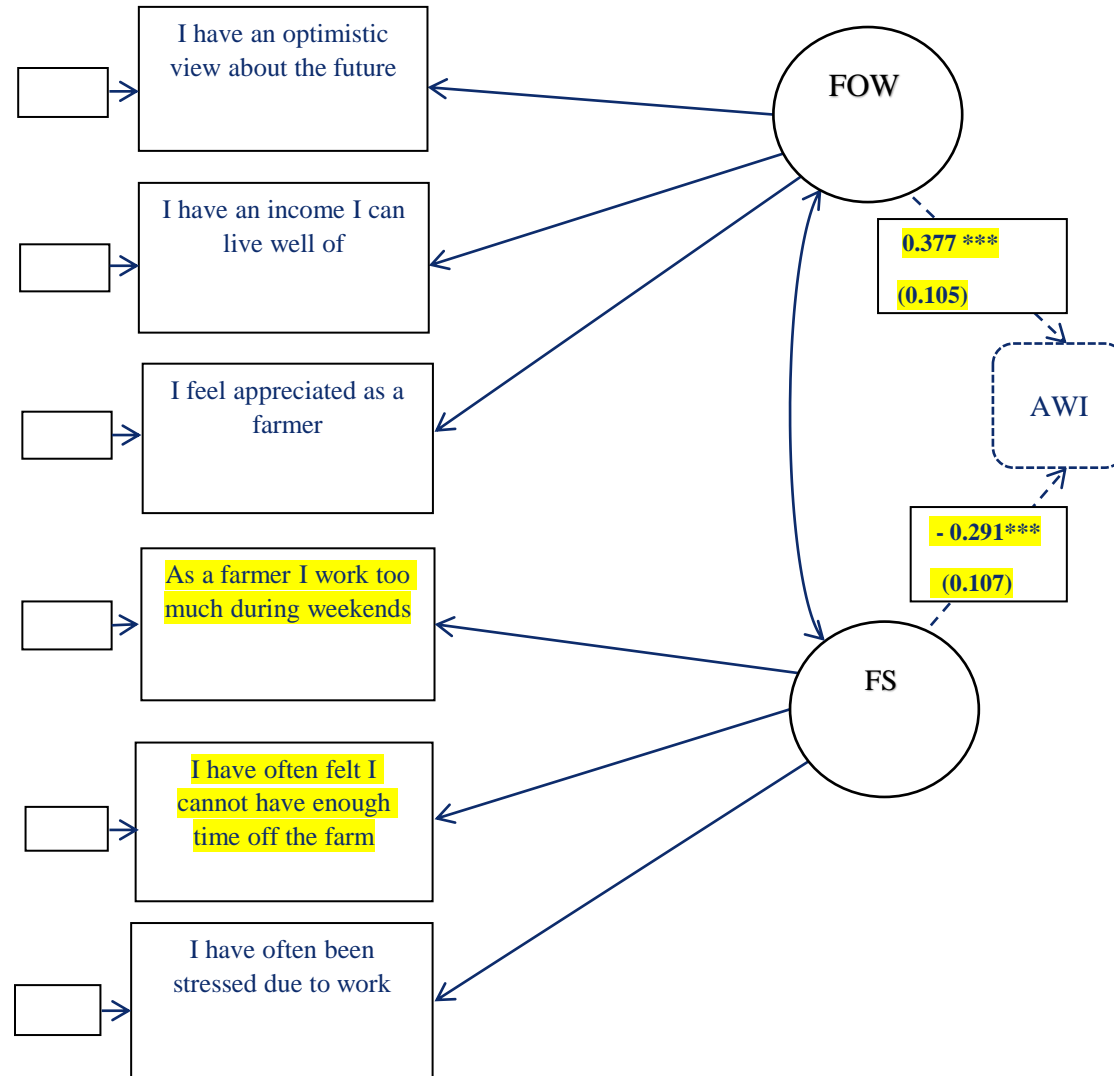 I have an optimistic
view about the future
FOW
I have an income I can
live well of
0.377 ***
(0.105)
I feel appreciated as a
farmer
AWI
As a farmer I work too
much during weekends
- 0.291***
(0.107)
FS
I have often felt I
cannot have enough
time off the farm
I have often been
stressed due to work